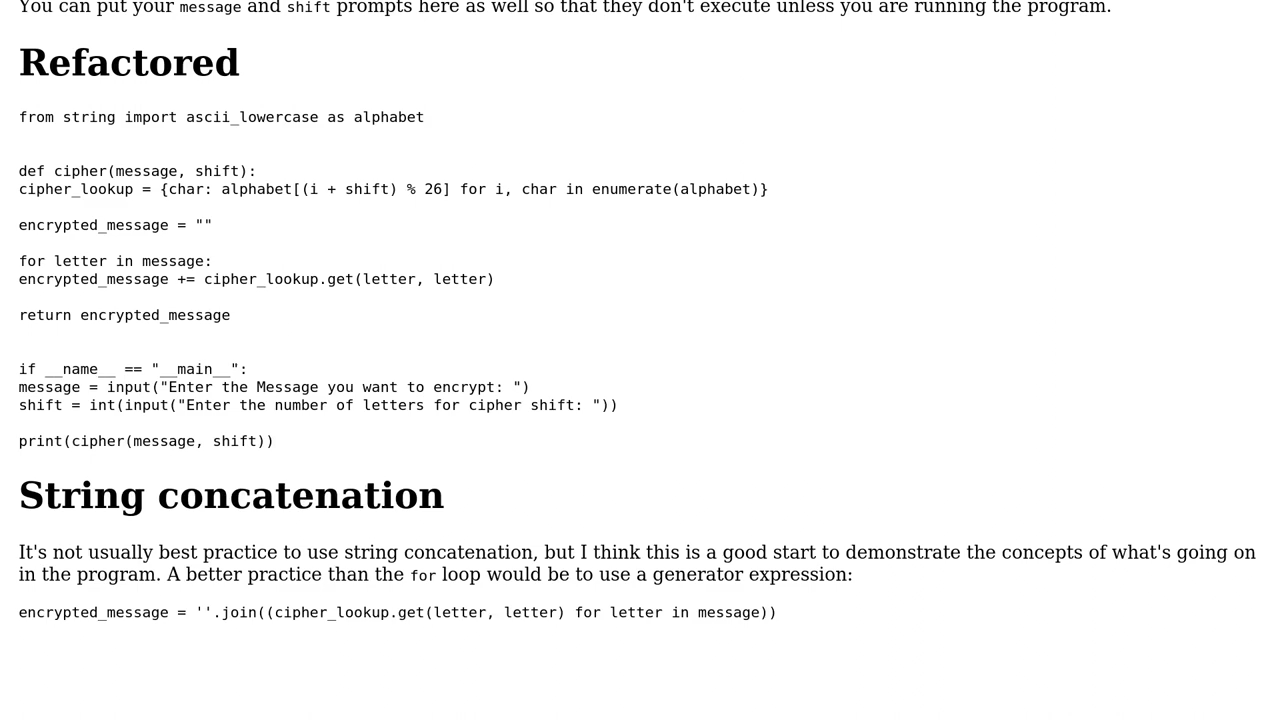 You can put your message and shift prompts here as well so that they don't execute unless you are running the program.
Refactored
from string import ascii_lowercase as alphabet
def cipher(message, shift):
cipher_lookup = {char: alphabet[(i + shift) % 26] for i, char in enumerate(alphabet)}
encrypted_message = ""
for letter in message:
encrypted_message += cipher_lookup.get(letter, letter)
return encrypted_message
if __name__ == "__main__":
message = input("Enter the Message you want to encrypt: ")
shift = int(input("Enter the number of letters for cipher shift: "))
print(cipher(message, shift))
String concatenation
It's not usually best practice to use string concatenation, but I think this is a good start to demonstrate the concepts of what's going on
in the program. A better practice than the for loop would be to use a generator expression:
encrypted_message = ''.join((cipher_lookup.get(letter, letter) for letter in message))